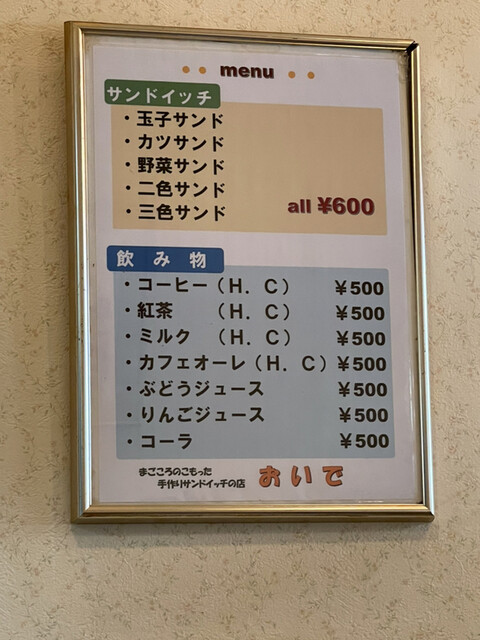 menu
サンドイッチ
・玉子サンド
・カツサンド
・野菜サンド
・二色サンド
・三色サンド all ¥600
飲み物
・コーヒー(H. C) ¥500
・紅茶 (H. C) ¥500
・ミルク (H. C) ¥500
・カフェオーレ(H. C) ¥500
・ぶどうジュース ¥500
・りんごジュース ¥500
・コーラ ¥500
まごころのこもった
手作りサンドイッチの店 おいで